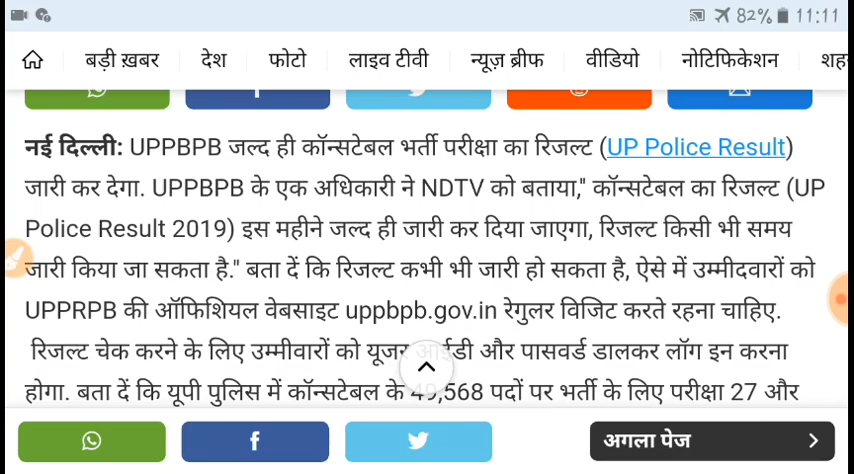 82% 11:11
बड़ी ख़बर देश फोटो लाइव टीवी न्यूज़ ब्रीफ वीडियो नोटिफिकेशन शह
नई दिल्ली: UPPBPB जल्द ही कॉन्सटेबल भर्ती परीक्षा का रिजल्ट (UP Police Result)
जारी कर देगा. UPPBPB के एक अधिकारी ने NDTV को बताया," कॉन्सटेबल का रिजल्ट (UP
Police Result 2019) इस महीने जल्द ही जारी कर दिया जाएगा, रिजल्ट किसी भी समय
जारी किया जा सकता है." बता दें कि रिजल्ट कभी भी जारी हो सकता है, ऐसे में उम्मीदवारों को
UPPRPB की ऑफिशियल वेबसाइट uppbpb.gov.in रेगुलर विजिट करते रहना चाहिए.
रिजल्ट चेक करने के लिए उम्मीवारों को यूजर आईडी और पासवर्ड डालकर लॉग इन करना
होगा. बता दें कि यूपी पुलिस में कॉन्सटेबल के 49,568 पदों पर भर्ती के लिए परीक्षा 27 और
अगला पेज